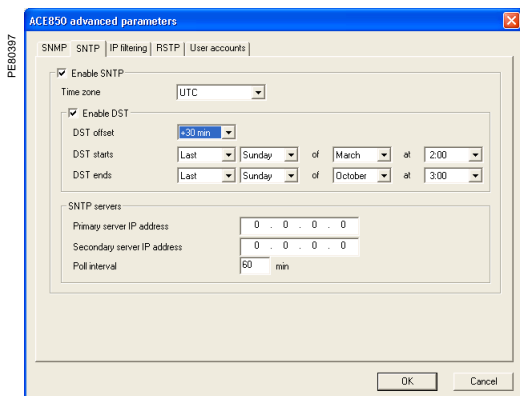 ACE850 advanced parameters
PE80397
SNMP SNTP IP filtering RSTP User accounts
Enable SNTP
Time zone UTC
Enable DST
DST offset +30 min
DST starts Last Sunday of March at 2:00
DST ends Last Sunday of October at 3:00
SNTP servers
Primary server IP address 0 . 0 . 0 . 0
Secondary server IP address 0 . 0 . 0 . 0
Poll interval 60 min
OK Cancel